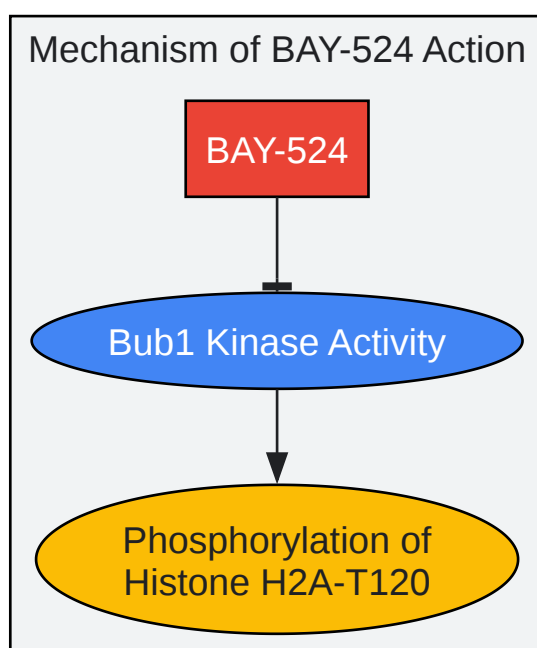 Mechanism of BAY-524 Action
BAY-524
Bub1 Kinase Activity
Phosphorylation of
Histone H2A-T120